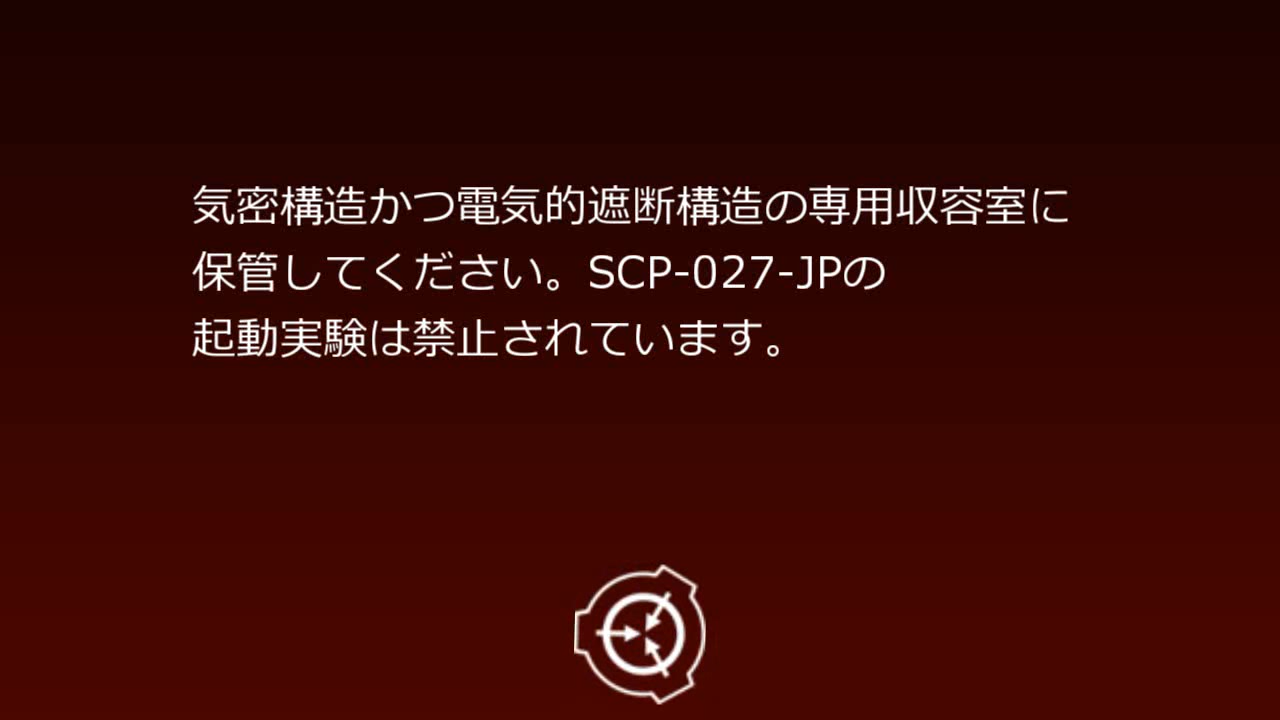 気密構造かつ電気的遮断構造の専用収容室に
保管してください。SCP-027-JPの
起動実験は禁止されています。